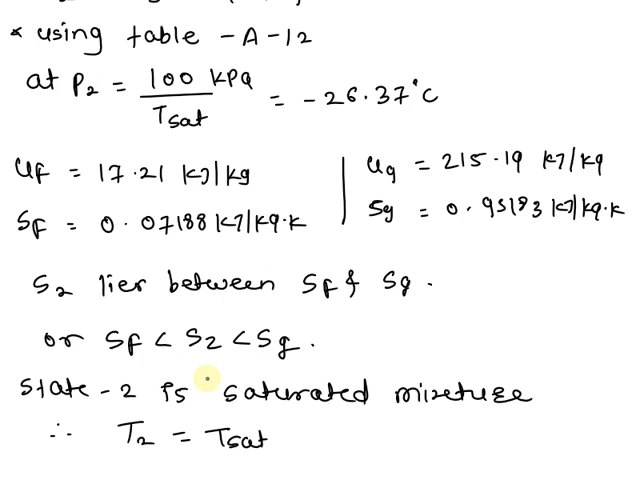 * using table - A - 12
at P2 = 100 kPa / Tsat = - 26.37°C
uf = 17.21 kJ/kg | ug = 215.19 kJ/kg
Sf = 0.07188 kJ/kg.k | Sg = 0.95183 kJ/kg.k
S2 lier between Sf & Sg.
or Sf < S2 < Sg.
state - 2 is saturated mixture
∴ T2 = Tsat